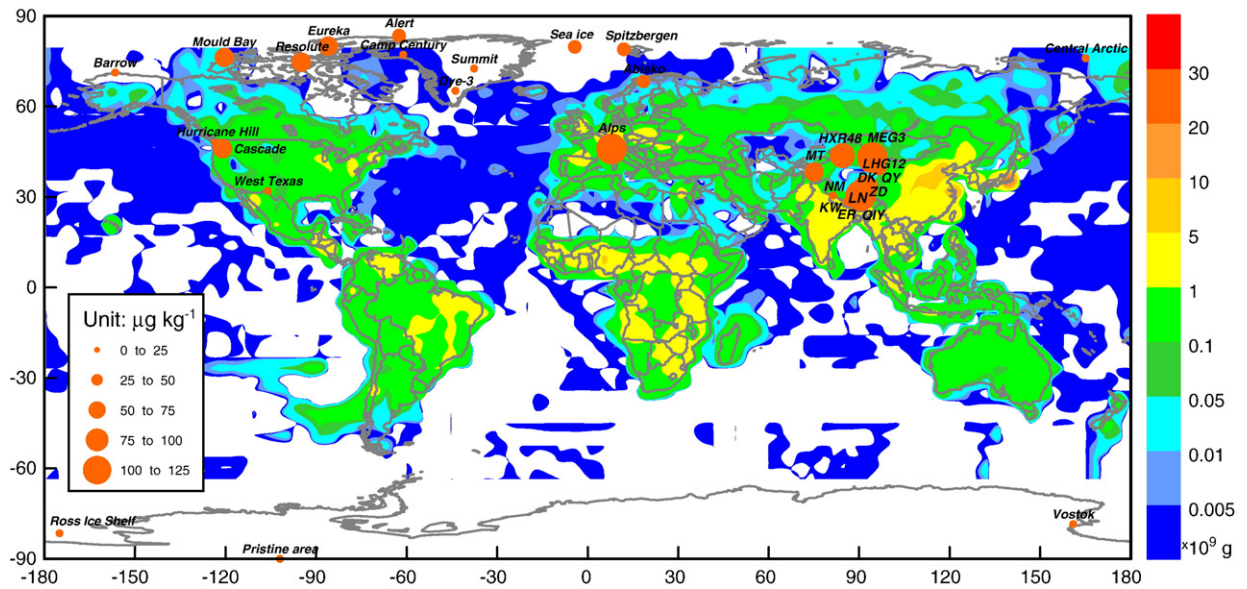 90
60
30
0
-30
-60
-90
-180
-150
-120
-90
-60
-30
0
30
60
90
120
150
180
Alert
Eureka
Mould Bay
Resolute
Camp Century
Barrow
Summit
Dye-3
Sea ice
Spitzbergen
Abisko
Central Arctic
Hurricane Hill
Cascade
West Texas
Alps
HXR48
MEG3
MT
LHG12
DK QY
NM
LN
ZD
KW
ER QIY
Unit: μg kg-1
0 to 25
25 to 50
50 to 75
75 to 100
100 to 125
Ross Ice Shelf
Pristine area
Vostok
30
20
10
5
1
0.1
0.05
0.01
0.005
×10⁹ g